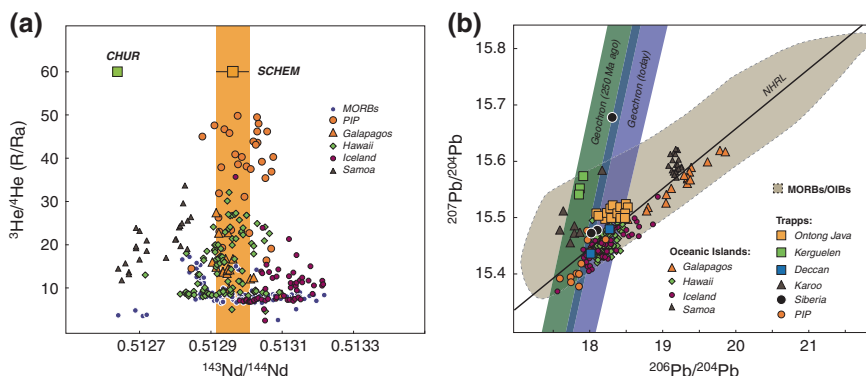 (a)
CHUR
SCHEM
MORBs
PIP
Galapagos
Hawaii
Iceland
Samoa
³He/⁴He (R/Ra)
60
50
40
30
20
10
0.5127
0.5129
0.5131
0.5133
¹⁴³Nd/¹⁴⁴Nd
(b)
Geochron (250 Ma ago)
Geochron (today)
NHRL
MORBs/OIBs
Trapps:
Ontong Java
Kerguelen
Deccan
Karoo
Siberia
PIP
Oceanic Islands:
Galapagos
Hawaii
Iceland
Samoa
²⁰⁷Pb/²⁰⁴Pb
15.8
15.7
15.6
15.5
15.4
18
19
20
21
²⁰⁶Pb/²⁰⁴Pb